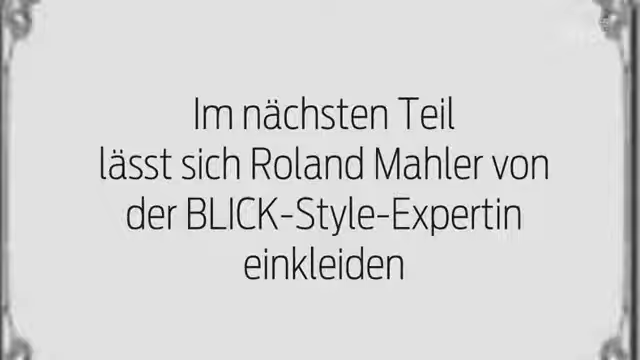 Im nächsten Teil
lässt sich Roland Mahler von
der BLICK-Style-Expertin
einkleiden